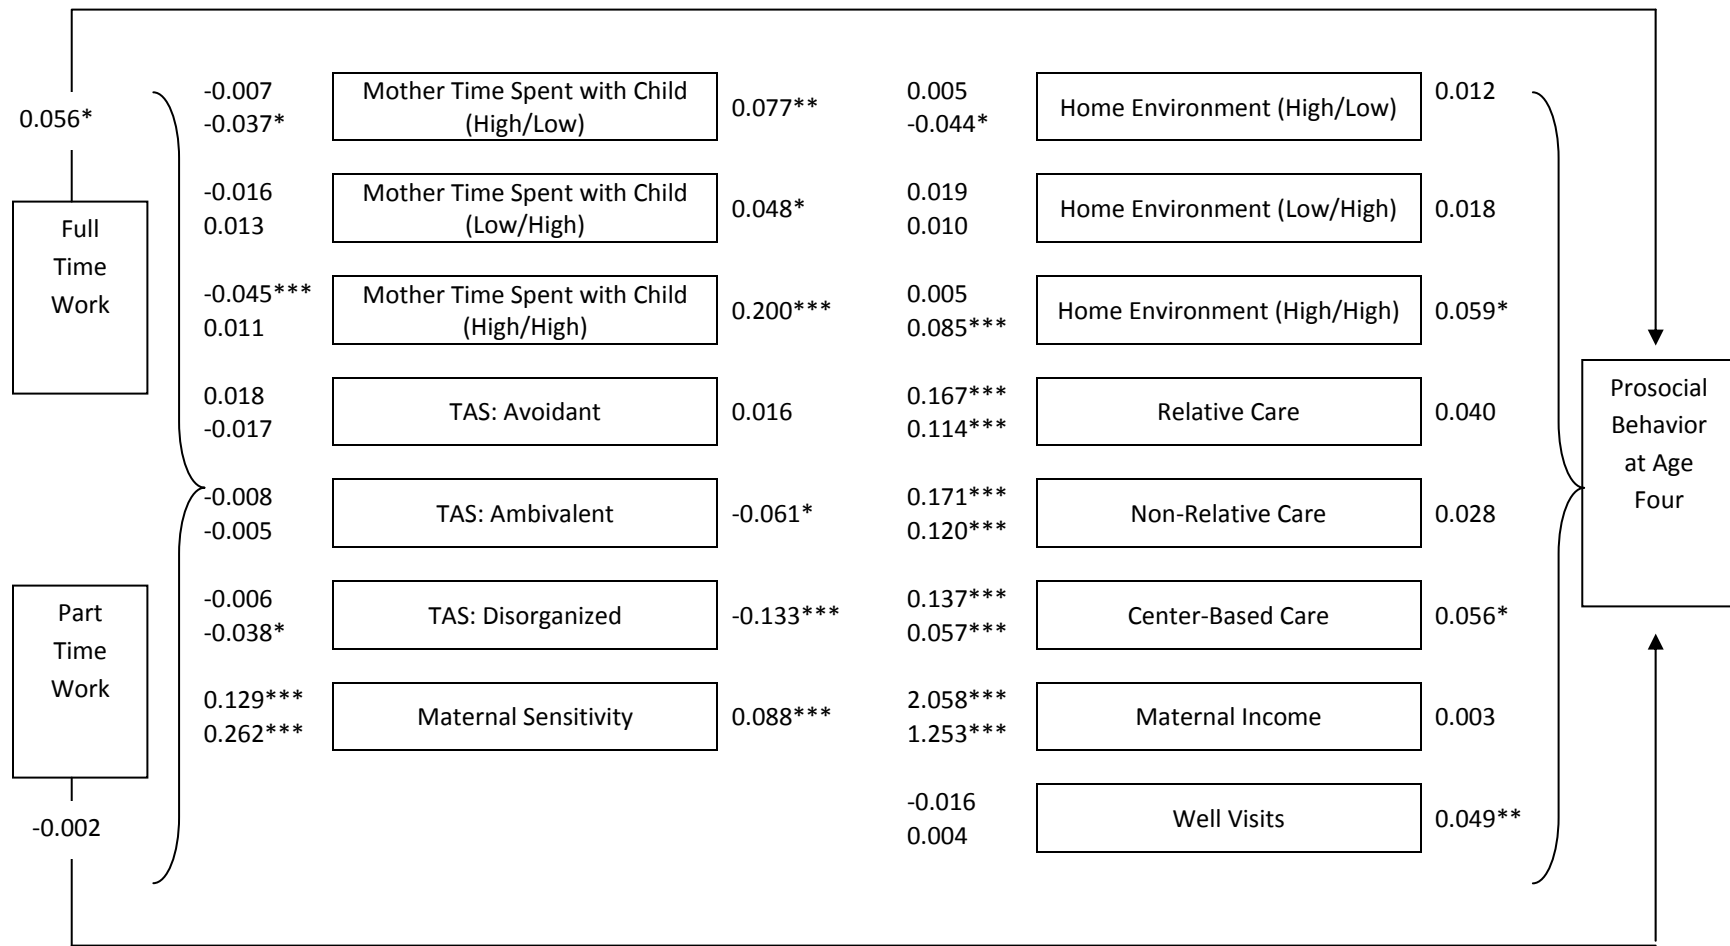 0.056*
Full
Time
Work
Part
Time
Work
-0.002
-0.007
-0.037*
Mother Time Spent with Child
(High/Low)
0.077**
-0.016
0.013
Mother Time Spent with Child
(Low/High)
0.048*
-0.045***
0.011
Mother Time Spent with Child
(High/High)
0.200***
0.018
-0.017
TAS: Avoidant
0.016
-0.008
-0.005
TAS: Ambivalent
-0.061*
-0.006
-0.038*
TAS: Disorganized
-0.133***
0.129***
0.262***
Maternal Sensitivity
0.088***
0.005
-0.044*
Home Environment (High/Low)
0.012
0.019
0.010
Home Environment (Low/High)
0.018
0.005
0.085***
Home Environment (High/High)
0.059*
0.167***
0.114***
Relative Care
0.040
0.171***
0.120***
Non-Relative Care
0.028
0.137***
0.057***
Center-Based Care
0.056*
2.058***
1.253***
Maternal Income
0.003
-0.016
0.004
Well Visits
0.049**
Prosocial
Behavior
at Age
Four